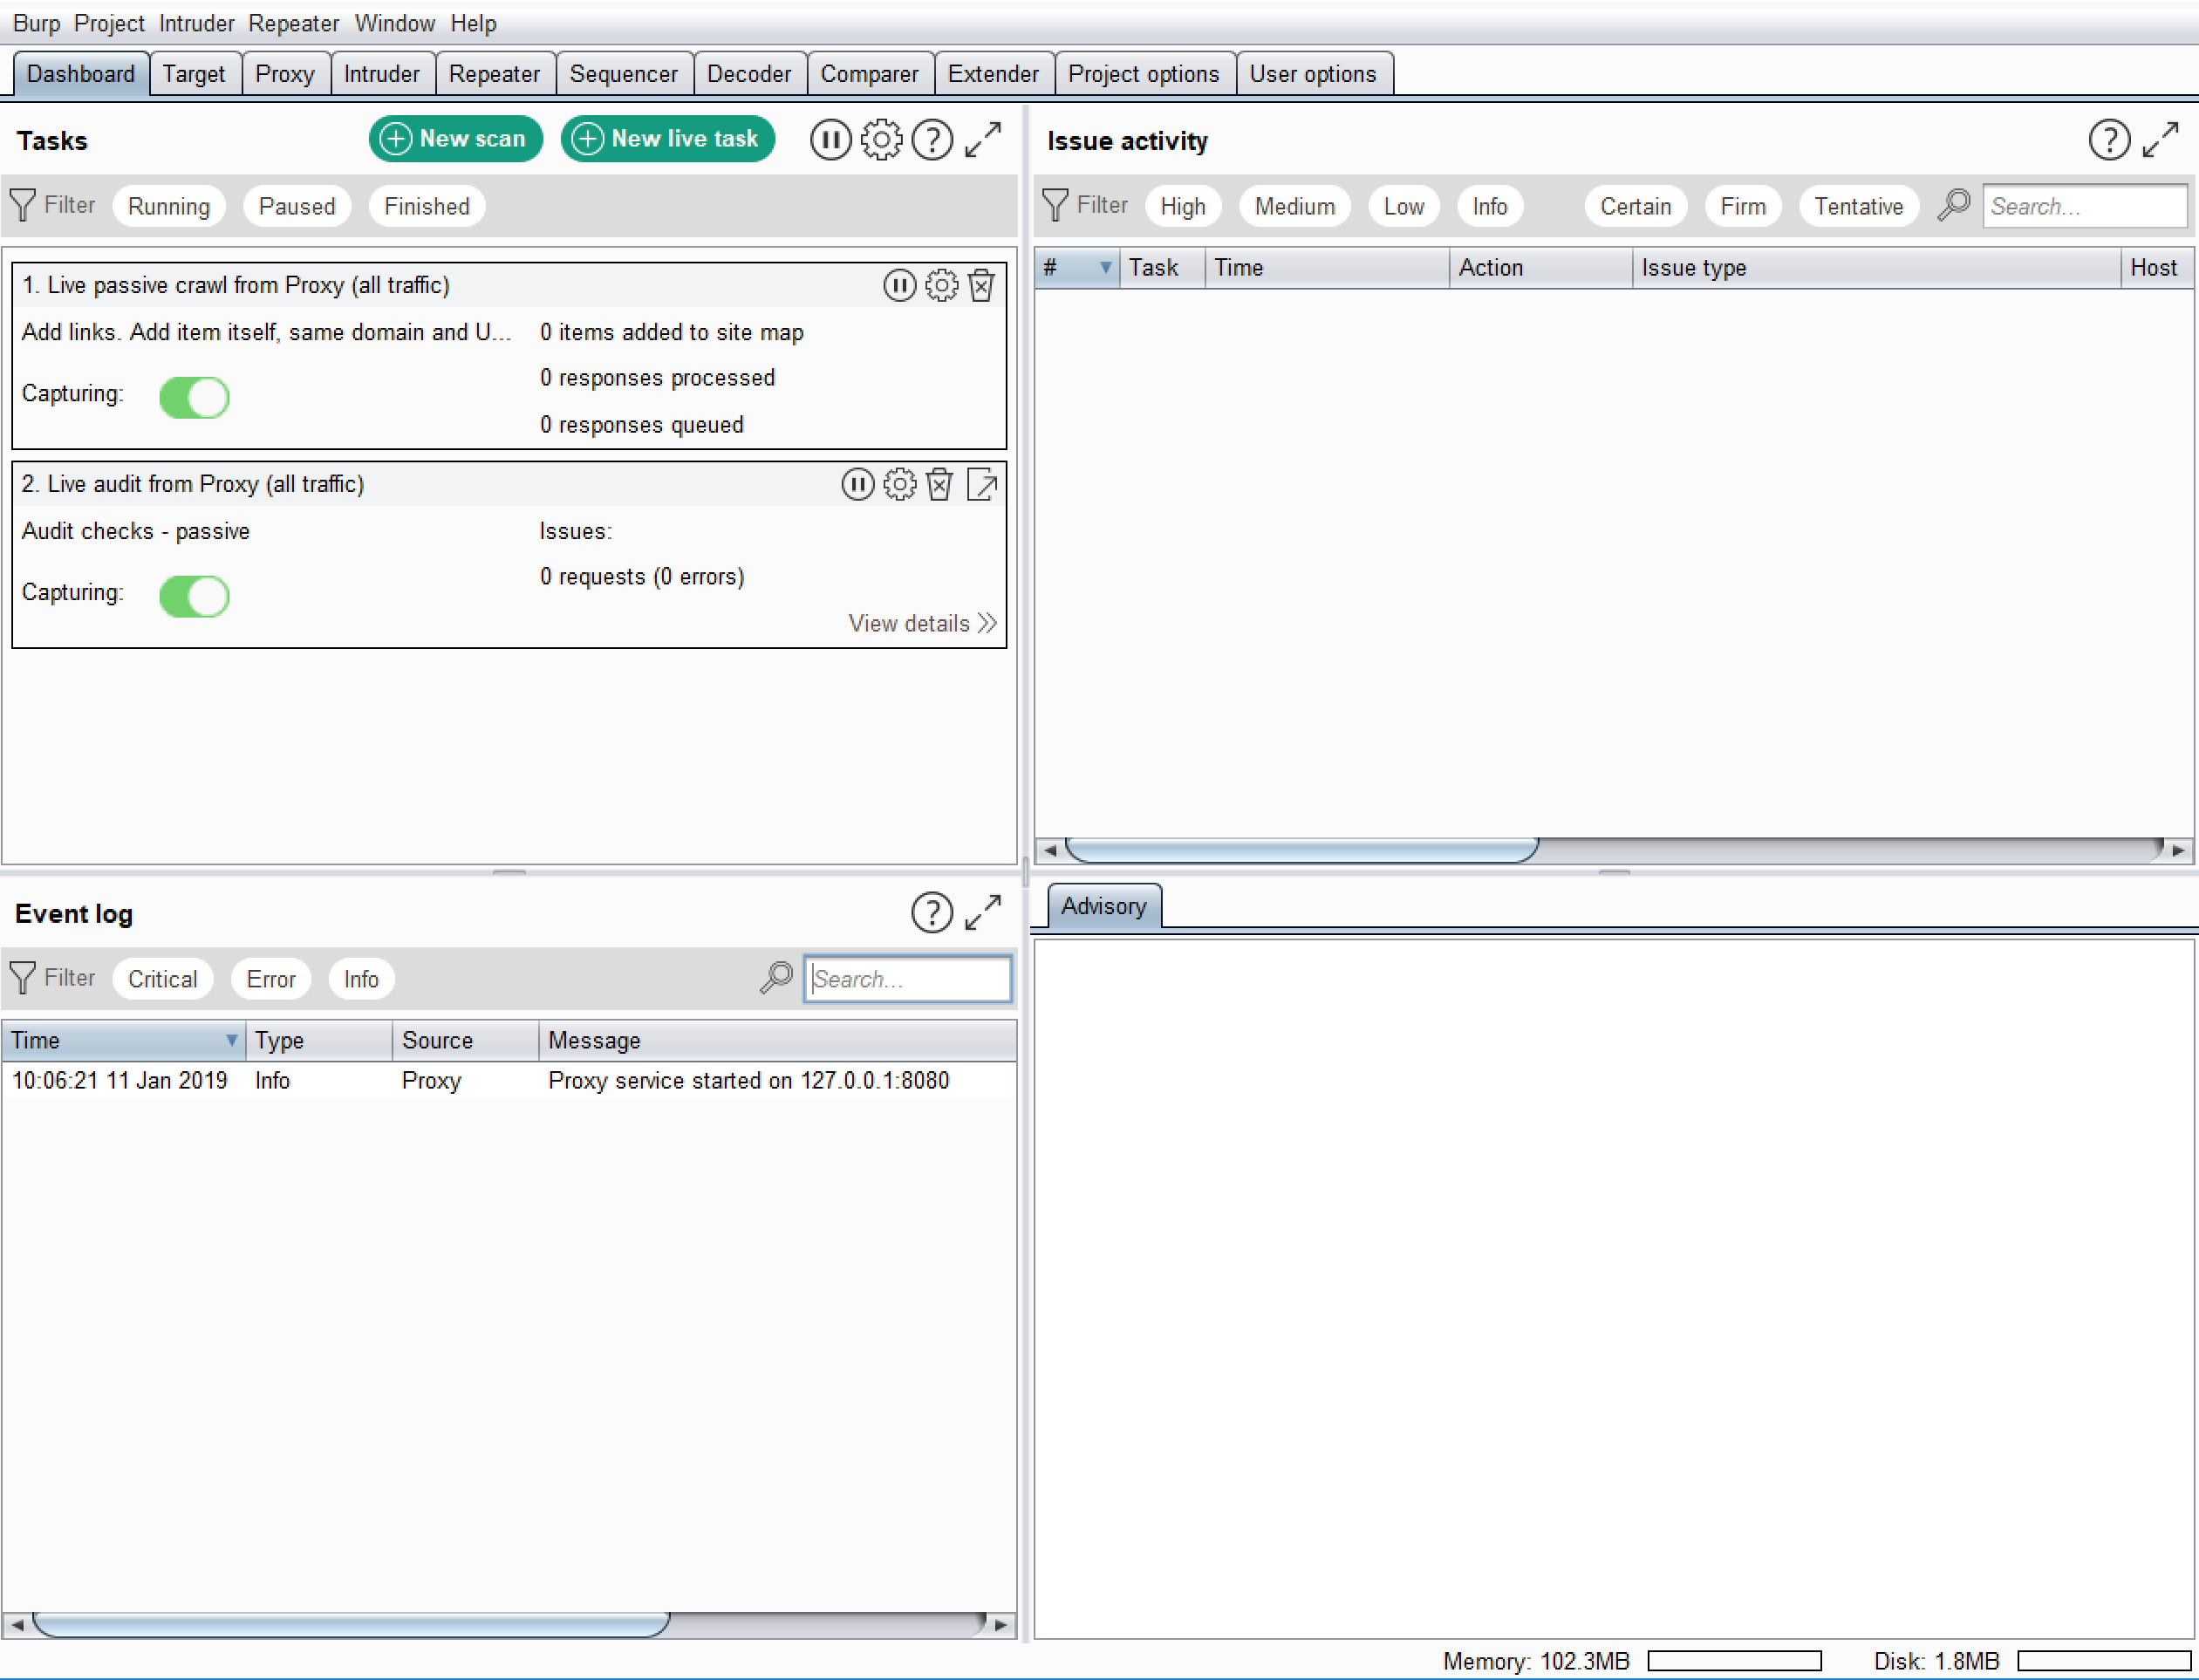 Burp Project Intruder Repeater Window Help
Dashboard Target Proxy Intruder Repeater Sequencer Decoder Comparer Extender Project options User options
Tasks New scan New live task
Filter Running Paused Finished
1. Live passive crawl from Proxy (all traffic)
Add links. Add item itself, same domain and U... 0 items added to site map
0 responses processed
Capturing:
0 responses queued
2. Live audit from Proxy (all traffic)
Audit checks - passive Issues:
0 requests (0 errors)
Capturing:
View details
Issue activity
Filter High Medium Low Info Certain Firm Tentative Search...
# Task Time Action Issue type Host
Event log
Filter Critical Error Info Search...
Time Type Source Message
10:06:21 11 Jan 2019 Info Proxy Proxy service started on 127.0.0.1:8080
Advisory
Memory: 102.3MB Disk: 1.8MB